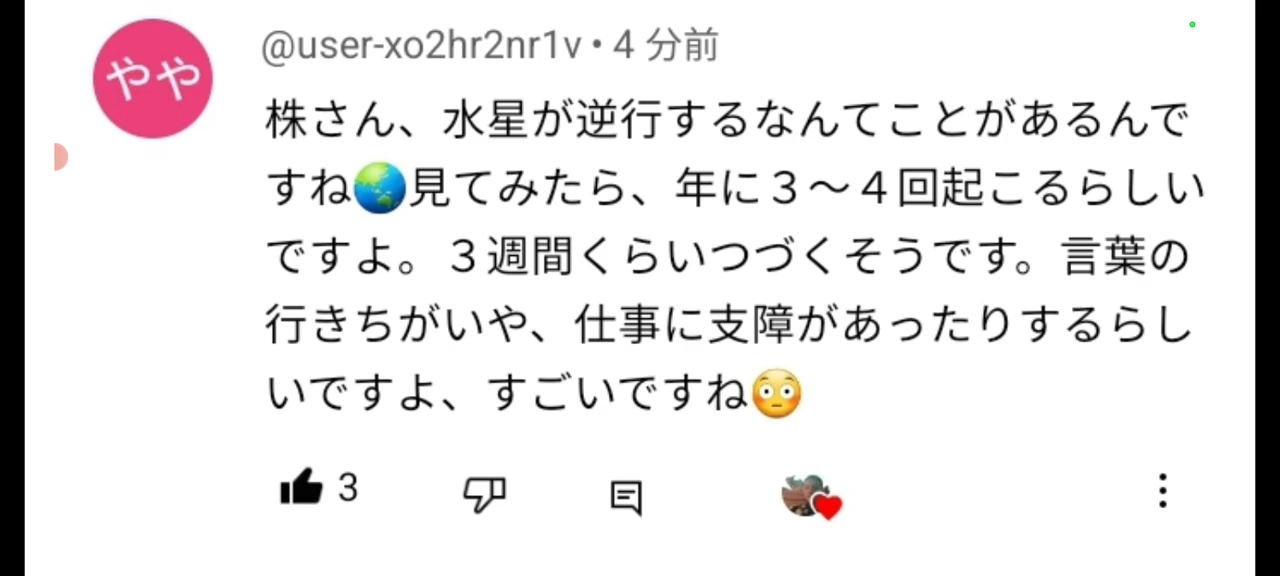 やや
@user-xo2hr2nr1v • 4 分前
株さん、水星が逆行するなんてことがあるんで
すね🌏見てみたら、年に３〜４回起こるらしい
ですよ。３週間くらいつづくそうです。言葉の
行きちがいや、仕事に支障があったりするらし
いですよ、すごいですね😳
3